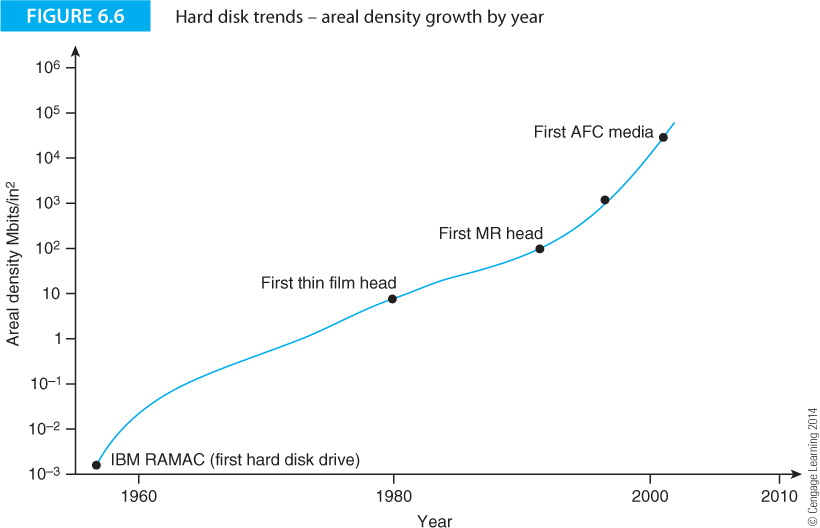 FIGURE 6.6
Hard disk trends – areal density growth by year
Areal density Mbits/in²
10⁶
10⁵
10⁴
10³
10²
10
1
10⁻¹
10⁻²
10⁻³
First AFC media
First MR head
First thin film head
IBM RAMAC (first hard disk drive)
1960
1980
2000
2010
Year
© Cengage Learning 2014